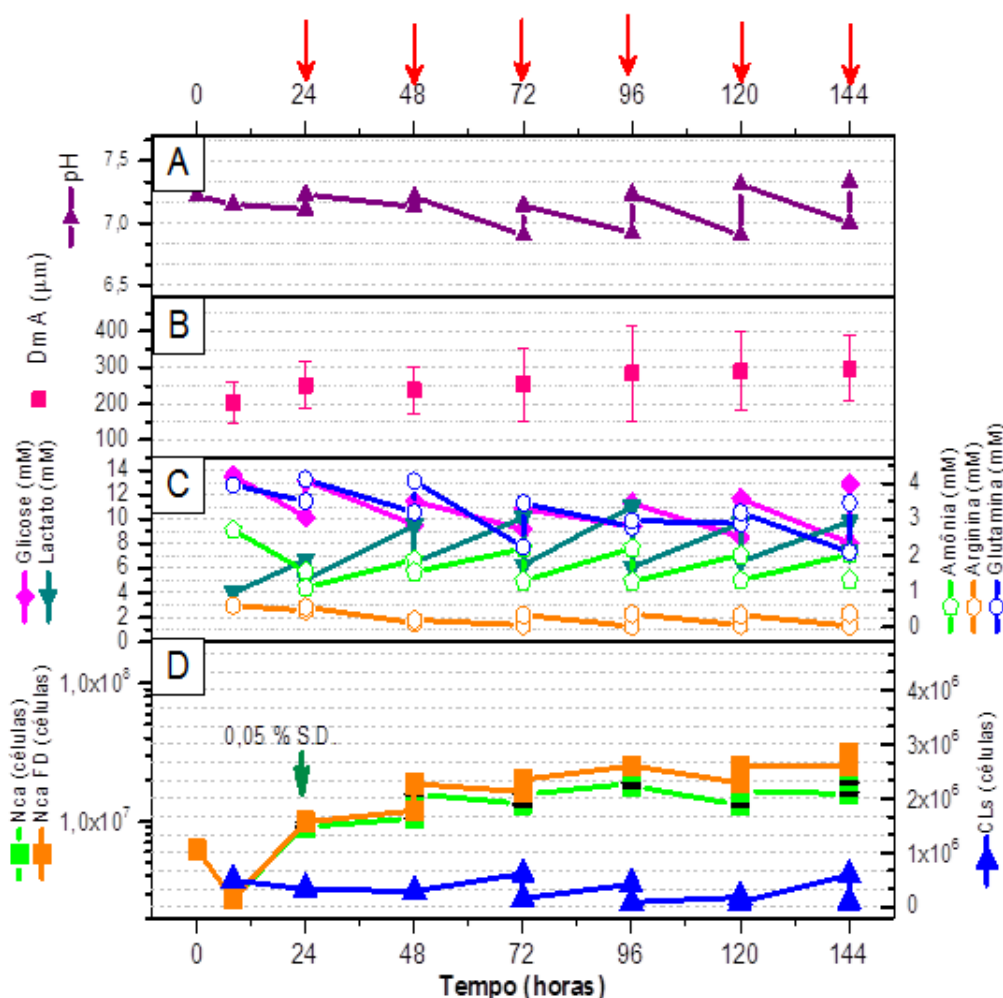 0 24 48 72 96 120 144
A
7,5
7,0
6,5
pH
B
400
300
200
100
DmA (µm)
C
14
12
10
8
6
4
2
0
Glicose (mM)
Lactato (mM)
4
3
2
1
0
Amônia (mM)
Arginina (mM)
Glutamina (mM)
D
1,0x10⁸
1,0x10⁷
Nca (células)
Nca FD (células)
0,05 % S.D.
4x10⁶
3x10⁶
2x10⁶
1x10⁶
0
CLs (células)
0 24 48 72 96 120 144
Tempo (horas)